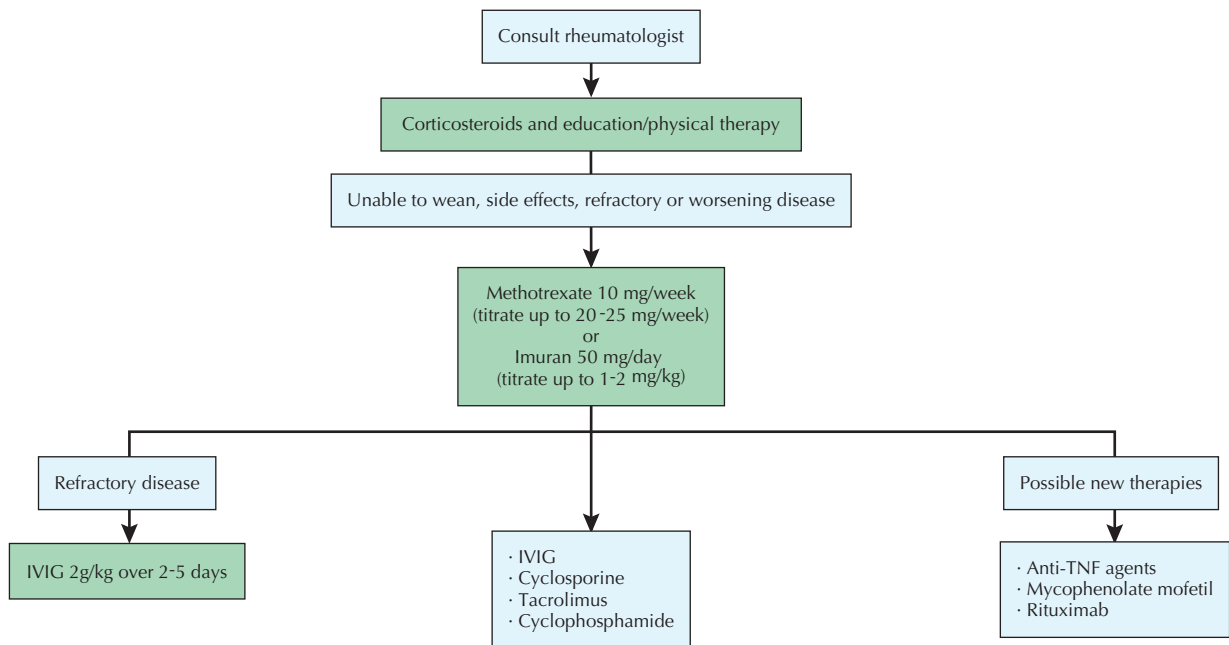 Consult rheumatologist
Corticosteroids and education/physical therapy
Unable to wean, side effects, refractory or worsening disease
Methotrexate 10 mg/week
(titrate up to 20-25 mg/week)
or
Imuran 50 mg/day
(titrate up to 1-2 mg/kg)
Refractory disease
IVIG 2g/kg over 2-5 days
· IVIG
· Cyclosporine
· Tacrolimus
· Cyclophosphamide
Possible new therapies
· Anti-TNF agents
· Mycophenolate mofetil
· Rituximab